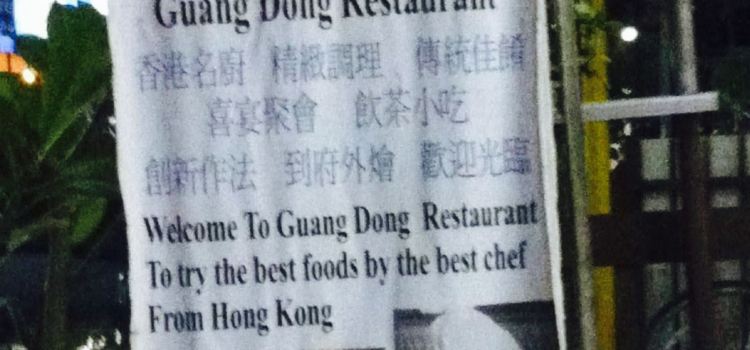 Guang Dong Restaurant
香港名廚 精緻調理 傳統佳餚
喜宴聚會 飲茶小吃
創新作法 到府外燴 歡迎光臨
Welcome To Guang Dong Restaurant
To try the best foods by the best chef
From Hong Kong